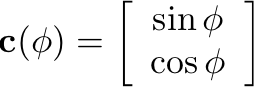 c(ϕ) = [ sin ϕ
cos ϕ ]